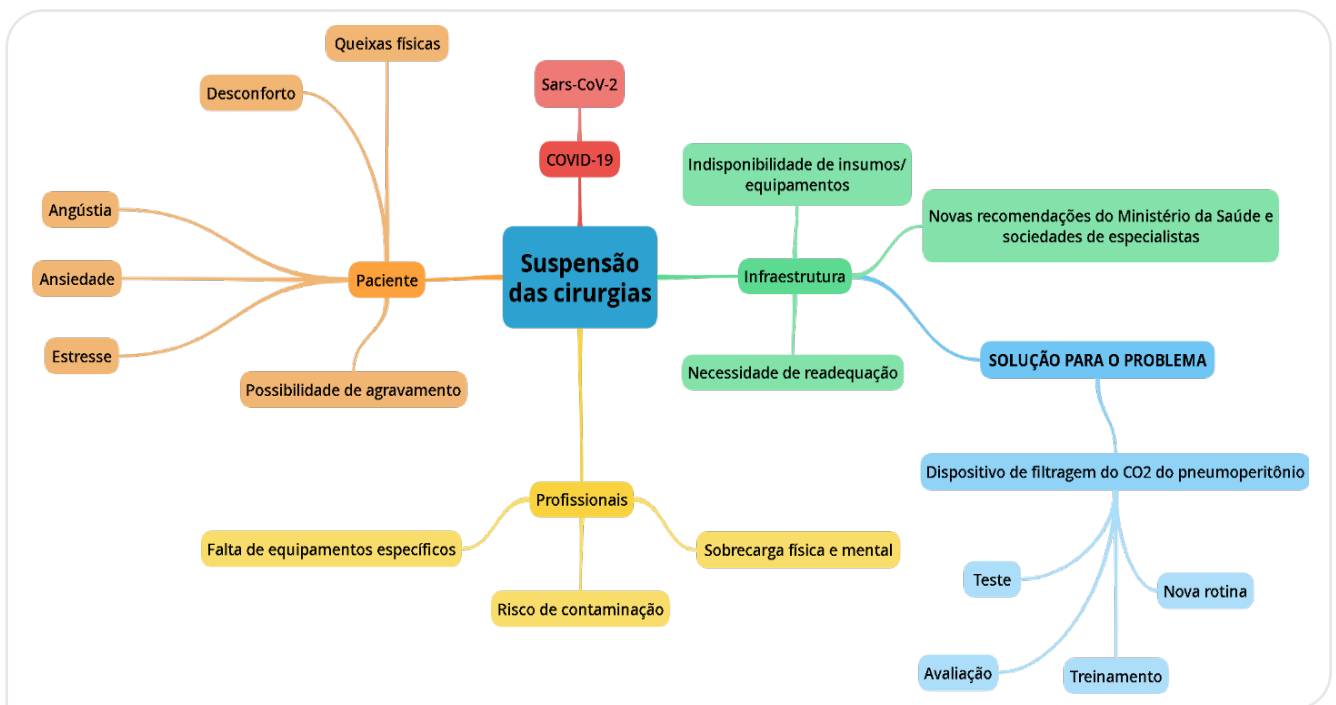 Queixas físicas
Desconforto
Angústia
Ansiedade
Estresse
Paciente
Possibilidade de agravamento
Sars-CoV-2
COVID-19
Suspensão
das cirurgias
Indisponibilidade de insumos/
equipamentos
Novas recomendações do Ministério da Saúde e
sociedades de especialistas
Infraestrutura
Necessidade de readequação
SOLUÇÃO PARA O PROBLEMA
Dispositivo de filtragem do CO2 do pneumoperitônio
Teste
Nova rotina
Avaliação
Treinamento
Profissionais
Falta de equipamentos específicos
Sobrecarga física e mental
Risco de contaminação